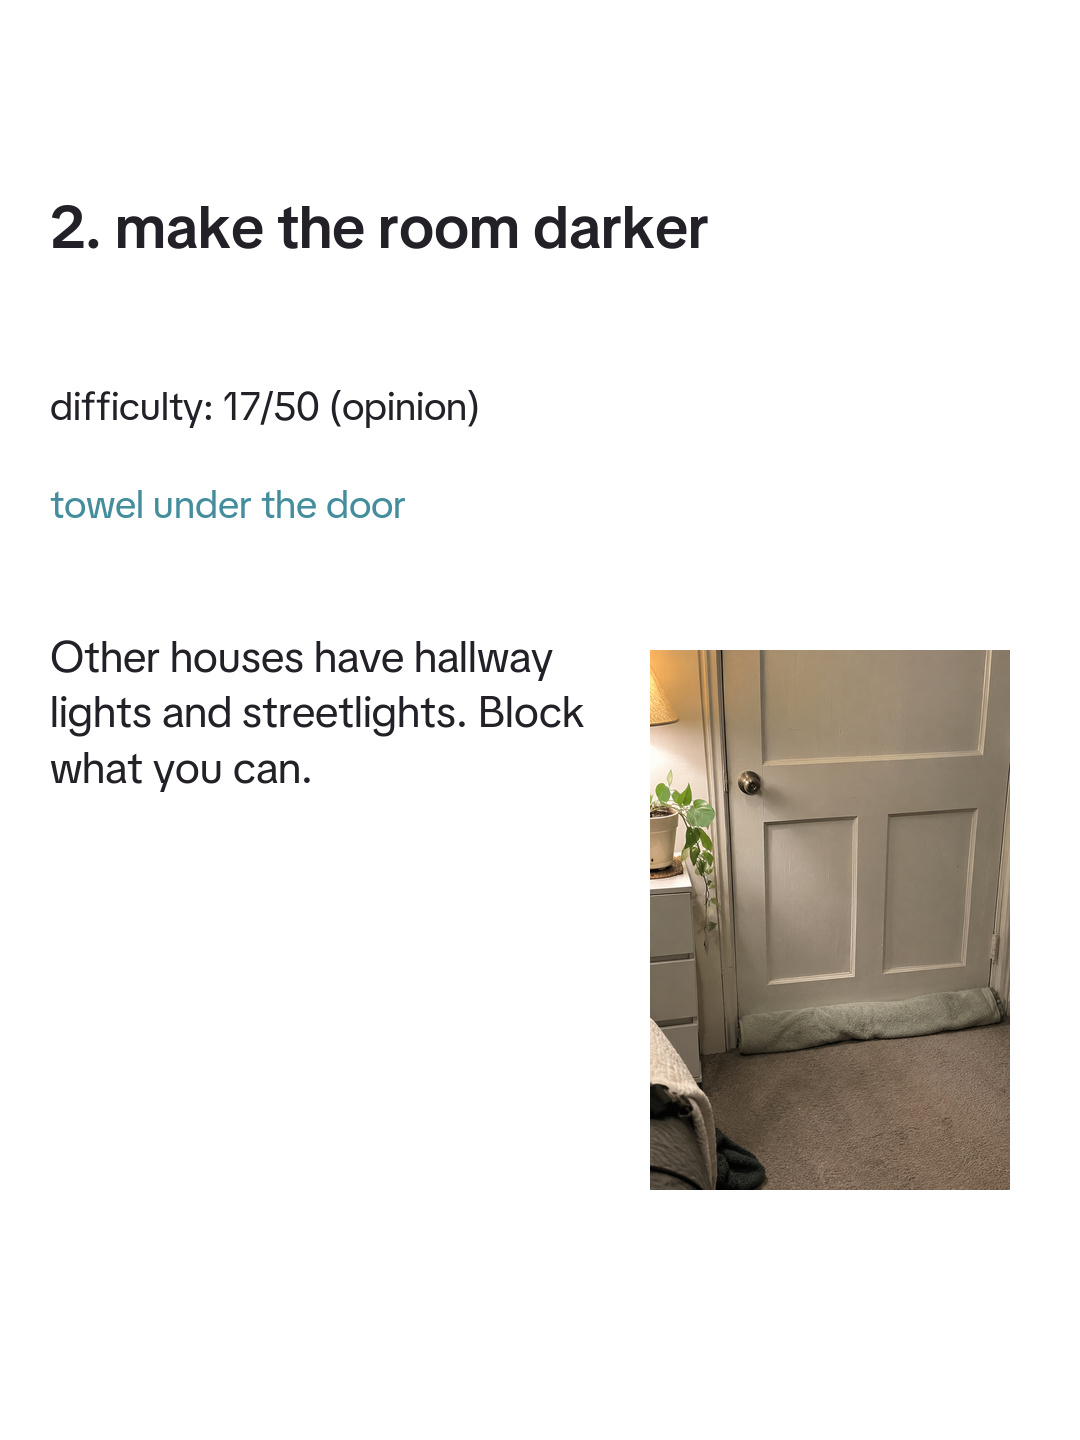 2. make the room darker
difficulty: 17/50 (opinion)
towel under the door
Other houses have hallway
lights and streetlights. Block
what you can.